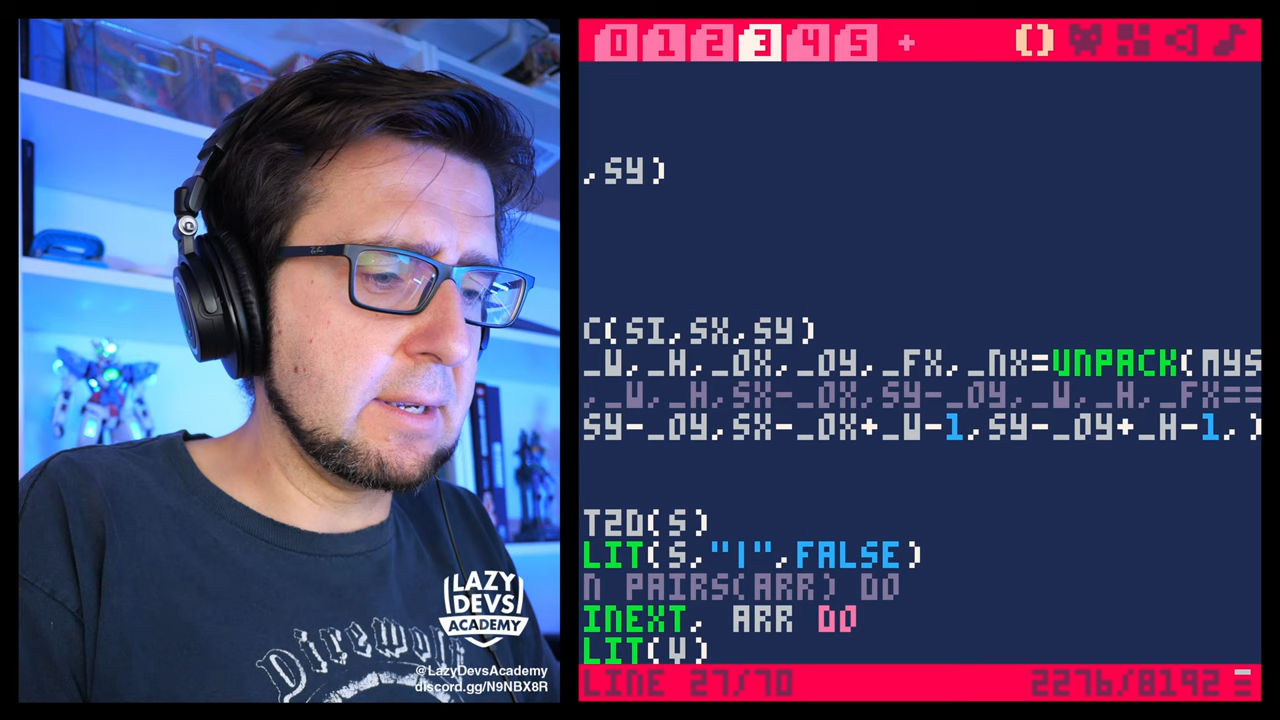 0 1 2 3 4 5 +
,SY)
C(SI,SX,SY)
_W,_H,_OX,_OY,_FX,_NX=UNPACK(MYS
,_W,_H,SX-_OX,SY-_OY,_W,_H,_FX==
SY-_OY,SX-_OX+_W-1,SY-_OY+_H-1,)
T2D(S)
LIT(S,"|",FALSE)
N PAIRS(ARR) DO
INEXT, ARR DO
LIT(V)
LINE 27/70
2276/8192
LAZY
DEVS
ACADEMY
Direwolf
@LazyDevsAcademy
discord.gg/N9NBX8R